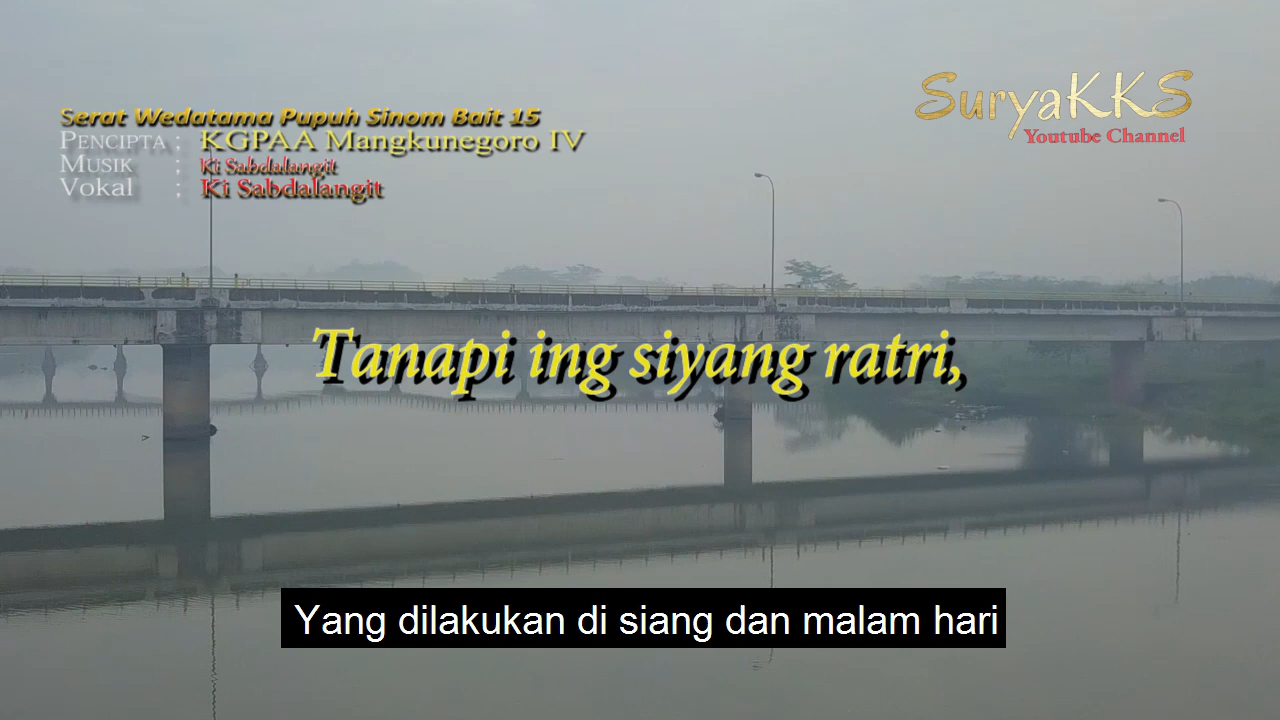 Serat Wedatama Pupuh Sinom Bait 15
PENCIPTA : KGPAA Mangkunegoro IV
MUSIK : Ki Sabdalangit
Vokal : Ki Sabdalangit
SuryaKKS
Youtube Channel
Tanapi ing siyang ratri,
Yang dilakukan di siang dan malam hari